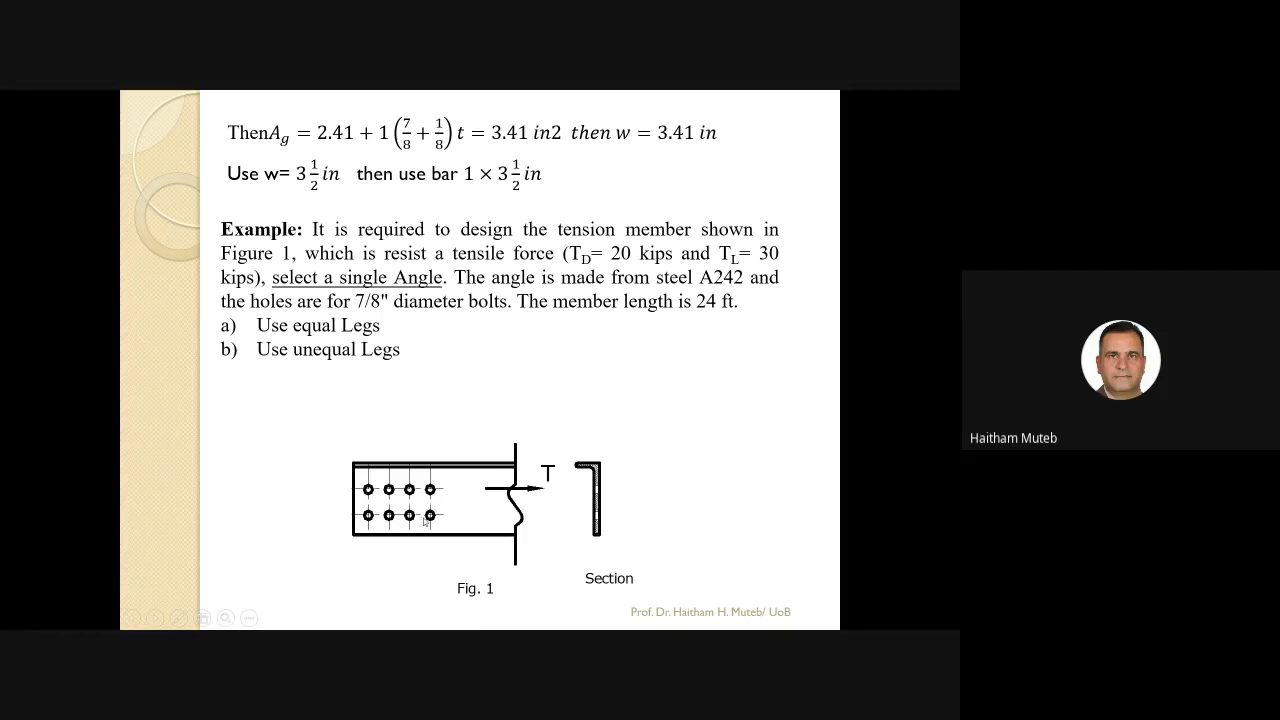 Then𝐴𝑔 = 2.41 + 1 (7/8 + 1/8) 𝑡 = 3.41 𝑖𝑛2 𝑡ℎ𝑒𝑛 𝑤 = 3.41 𝑖𝑛
Use w= 3 1/2 𝑖𝑛 then use bar 1 × 3 1/2 𝑖𝑛
Example: It is required to design the tension member shown in
Figure 1, which is resist a tensile force (TD= 20 kips and TL= 30
kips), select a single Angle. The angle is made from steel A242 and
the holes are for 7/8" diameter bolts. The member length is 24 ft.
a) Use equal Legs
b) Use unequal Legs
T
Section
Fig. 1
Prof. Dr. Haitham H. Muteb/ UoB
Haitham Muteb